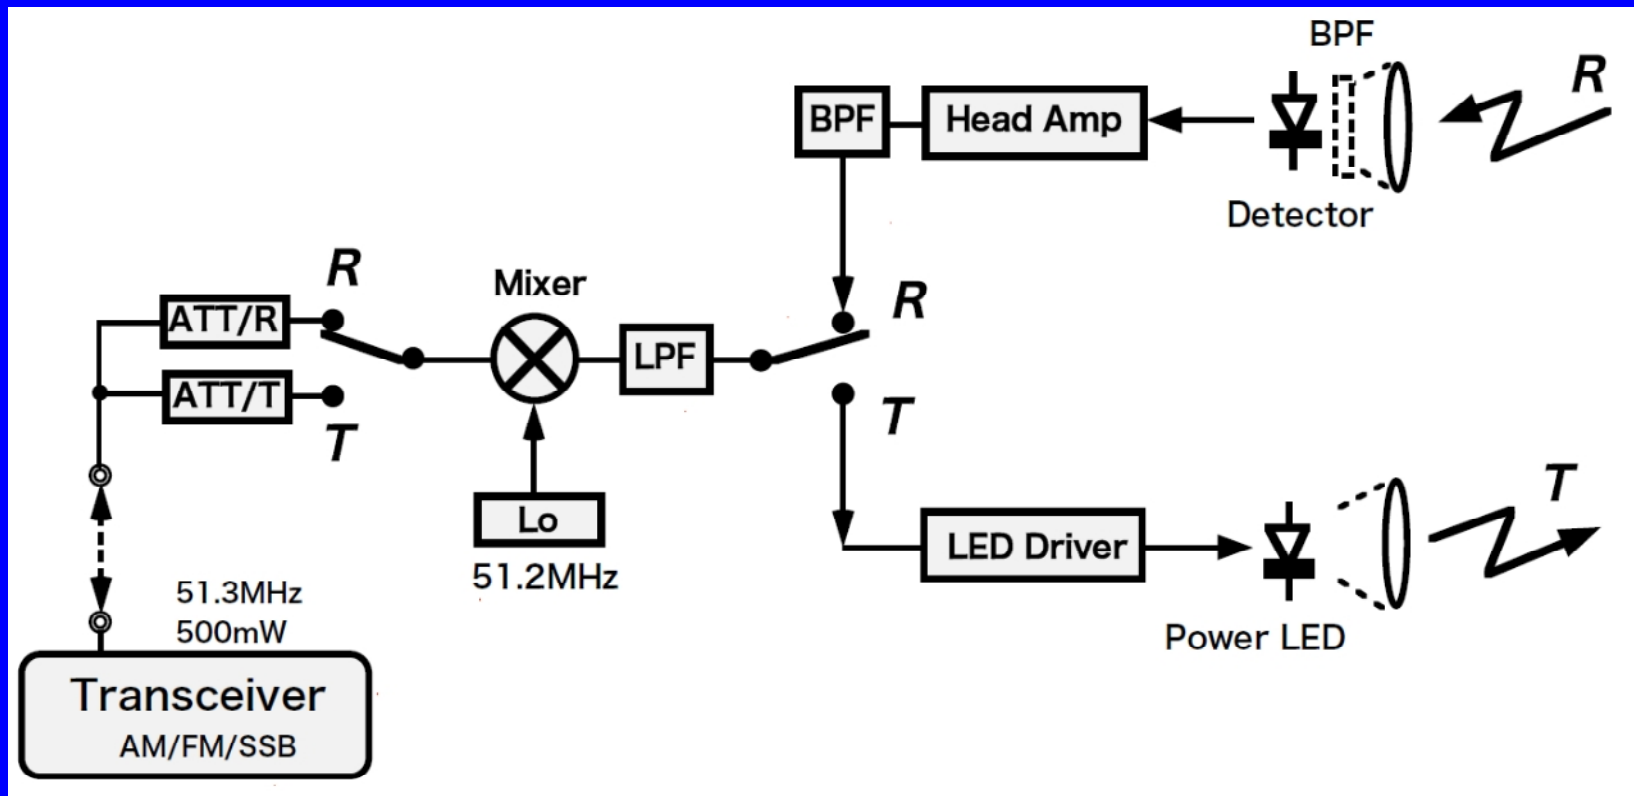 BPF
R
BPF
Head Amp
Detector
R
Mixer
R
ATT/R
LPF
ATT/T
T
T
Lo
51.2MHz
LED Driver
T
Power LED
51.3MHz
500mW
Transceiver
AM/FM/SSB